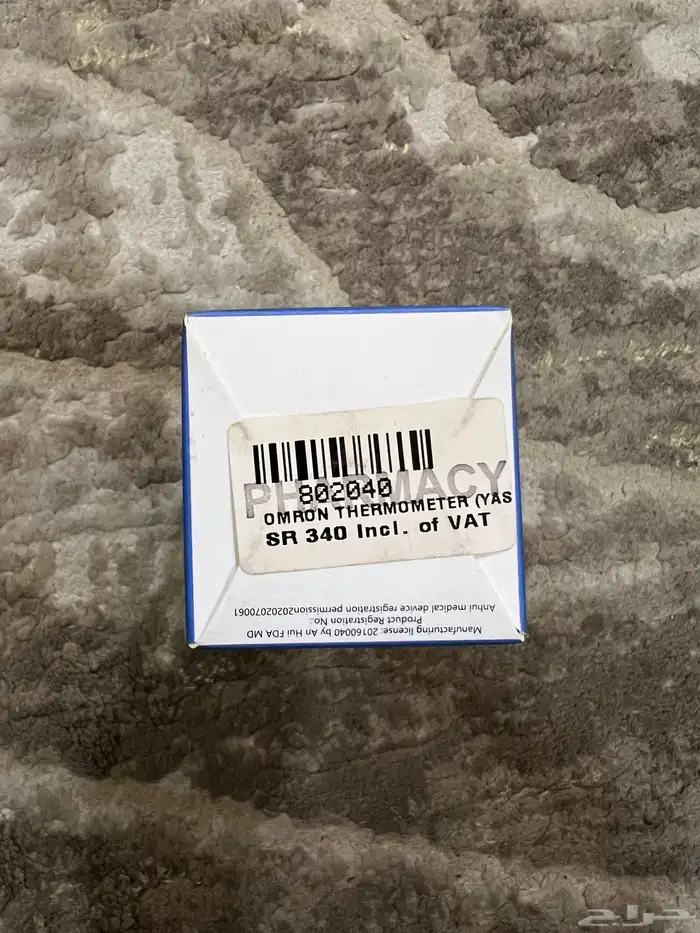 PHARMACY
802040
OMRON THERMOMETER (YAS
SR 340 Incl. of VAT
Manufacturing license: 20160040 by An Hui FDA MD
Product Registration No.:
Anhui medical device registration permission20202070061
حراج